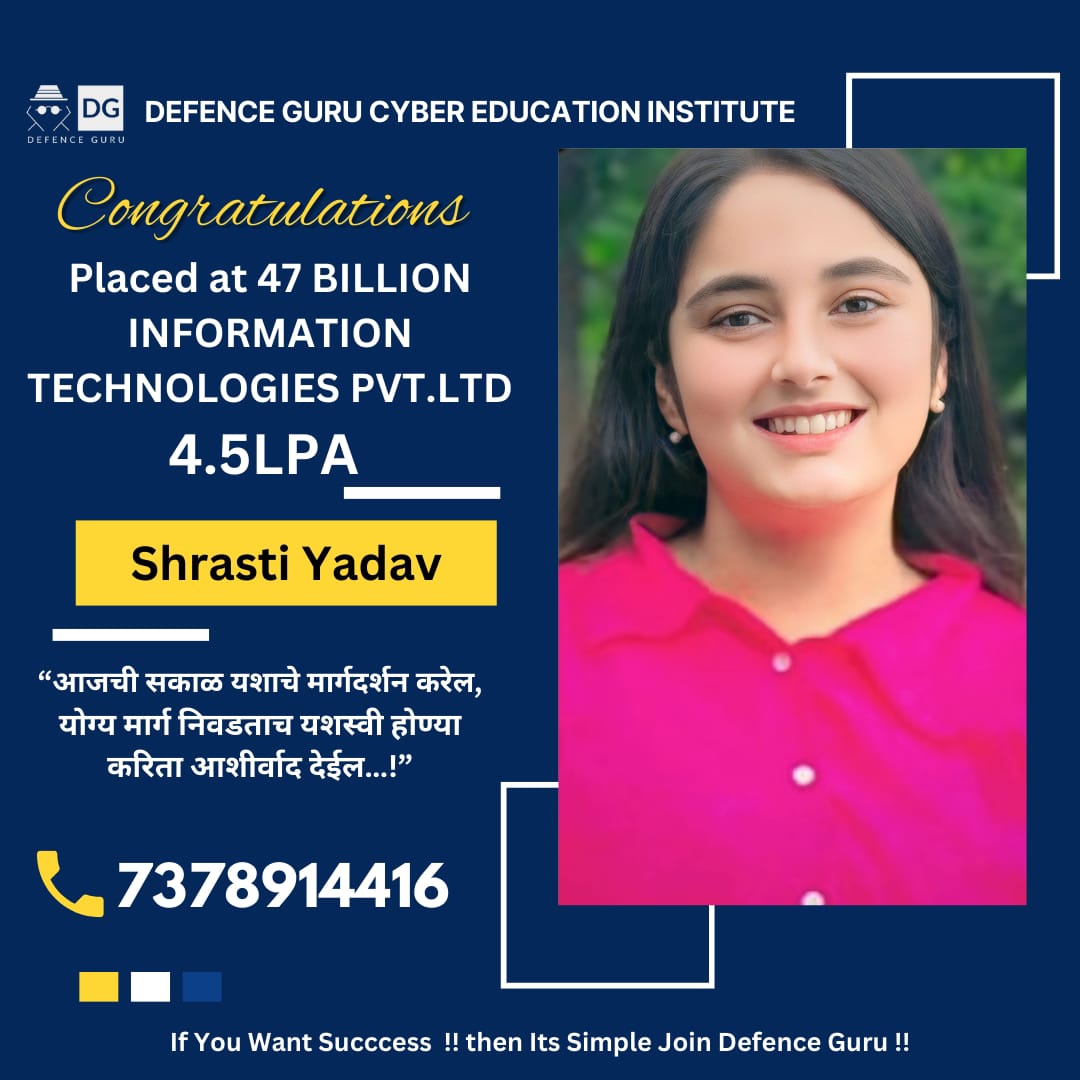 DG
DEFENCE GURU
DEFENCE GURU CYBER EDUCATION INSTITUTE
Congratulations
Placed at 47 BILLION
INFORMATION
TECHNOLOGIES PVT.LTD
4.5LPA
Shrasti Yadav
“आजची सकाळ यशाचे मार्गदर्शन करेल,
योग्य मार्ग निवडताच यशस्वी होण्या
करिता आशीर्वाद देईल...!”
7378914416
If You Want Succcess !! then Its Simple Join Defence Guru !!